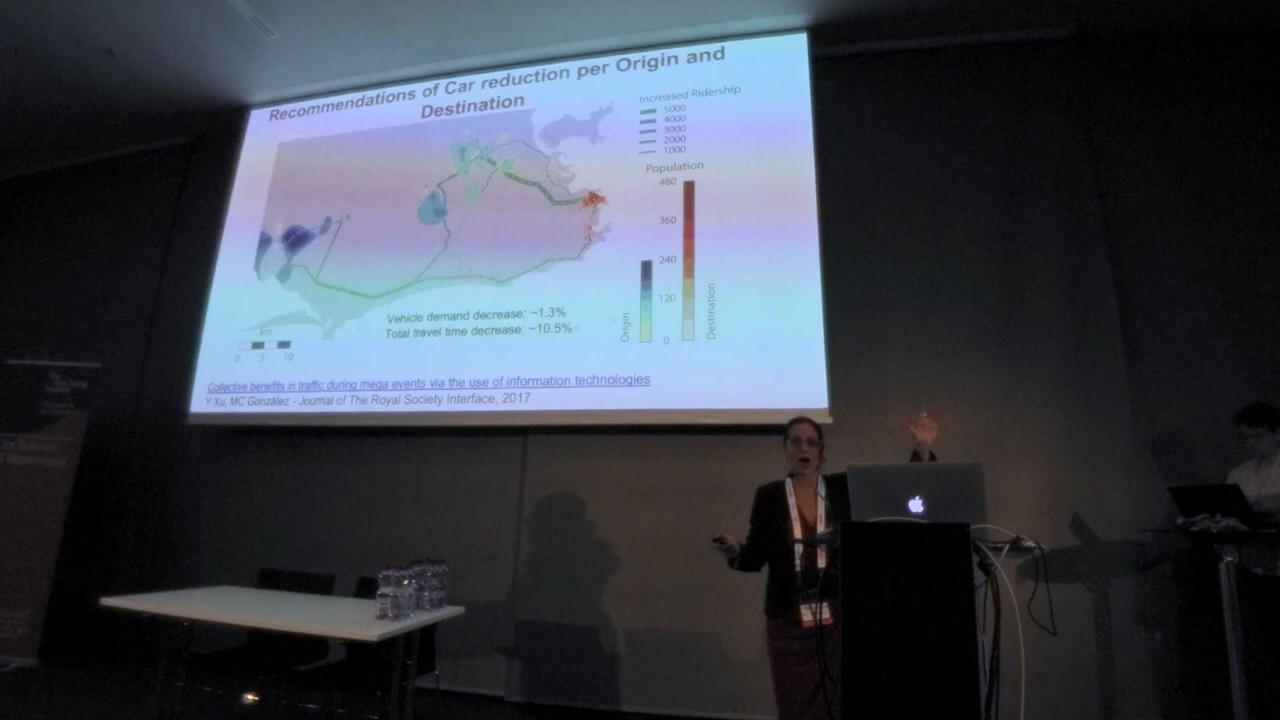 Recommendations of Car reduction per Origin and
Destination
Increased Ridership
5000
4000
3000
2000
1000
Population
480
360
240
120
0
Origin
Destination
Vehicle demand decrease: ~1.3%
Total travel time decrease: ~10.5%
km
0 5 10
Collective benefits in traffic during mega events via the use of information technologies
Y Xu, MC González - Journal of The Royal Society Interface, 2017